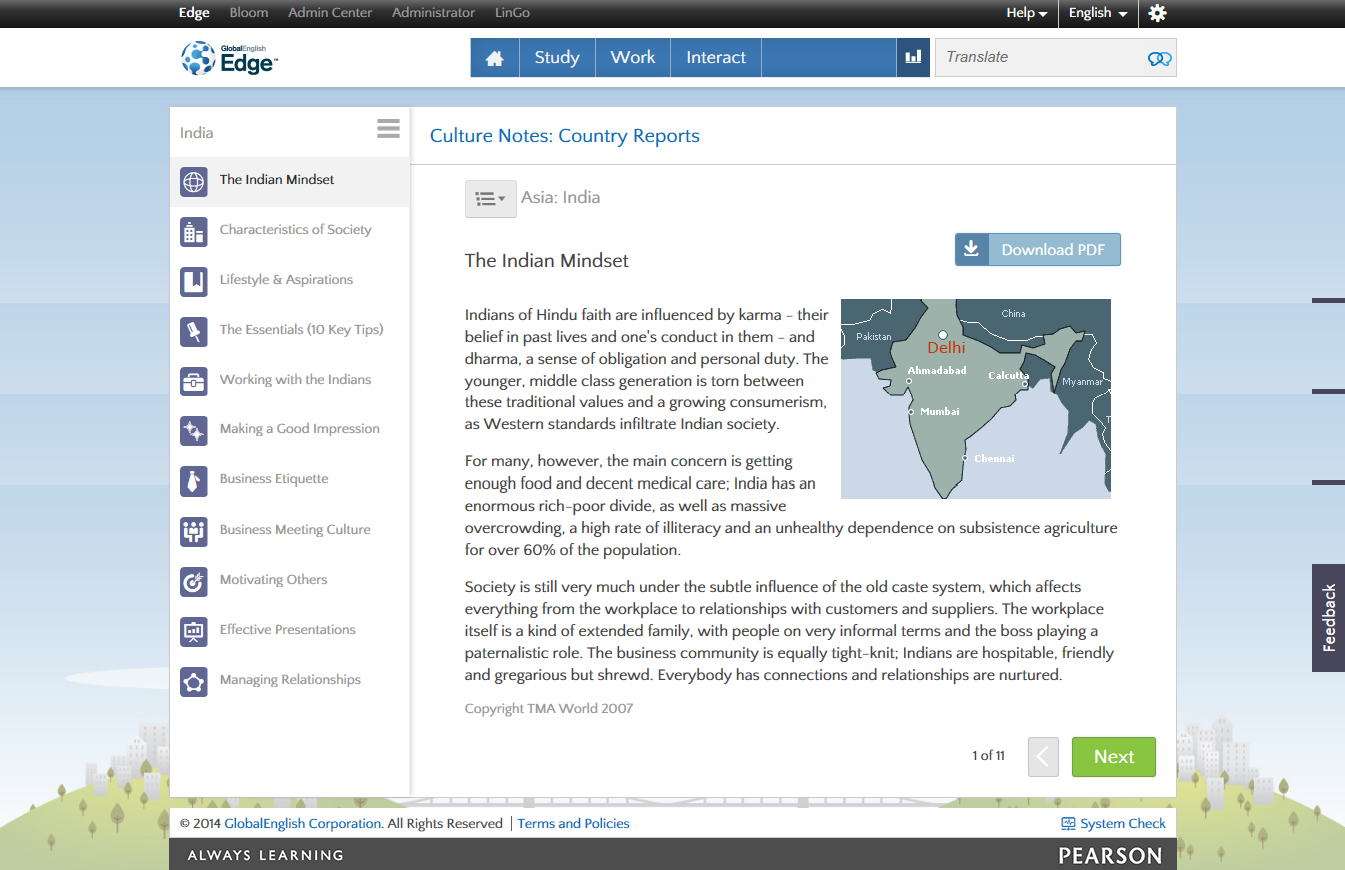 Edge Bloom Admin Center Administrator LinGo Help English
GlobalEnglish
Edge™
Study Work Interact Translate
India
The Indian Mindset
Characteristics of Society
Lifestyle & Aspirations
The Essentials (10 Key Tips)
Working with the Indians
Making a Good Impression
Business Etiquette
Business Meeting Culture
Motivating Others
Effective Presentations
Managing Relationships
Culture Notes: Country Reports
Asia: India
Download PDF
The Indian Mindset
Indians of Hindu faith are influenced by karma – their
belief in past lives and one's conduct in them – and
dharma, a sense of obligation and personal duty. The
younger, middle class generation is torn between
these traditional values and a growing consumerism,
as Western standards infiltrate Indian society.
China
Pakistan
Delhi
Ahmadabad
Calcutta
Myanmar
Mumbai
T
Chennai
For many, however, the main concern is getting
enough food and decent medical care; India has an
enormous rich-poor divide, as well as massive
overcrowding, a high rate of illiteracy and an unhealthy dependence on subsistence agriculture
for over 60% of the population.
Society is still very much under the subtle influence of the old caste system, which affects
everything from the workplace to relationships with customers and suppliers. The workplace
itself is a kind of extended family, with people on very informal terms and the boss playing a
paternalistic role. The business community is equally tight-knit; Indians are hospitable, friendly
and gregarious but shrewd. Everybody has connections and relationships are nurtured.
Copyright TMA World 2007
1 of 11
Next
Feedback
© 2014 GlobalEnglish Corporation. All Rights Reserved | Terms and Policies
System Check
ALWAYS LEARNING
PEARSON